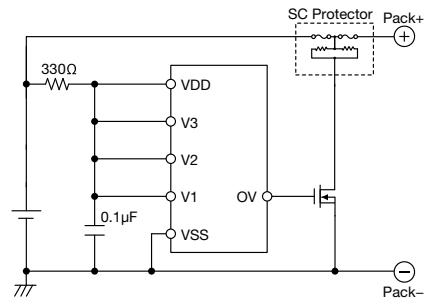 SC Protector
Pack+
330Ω
VDD
V3
V2
V1
OV
0.1μF
VSS
Pack−